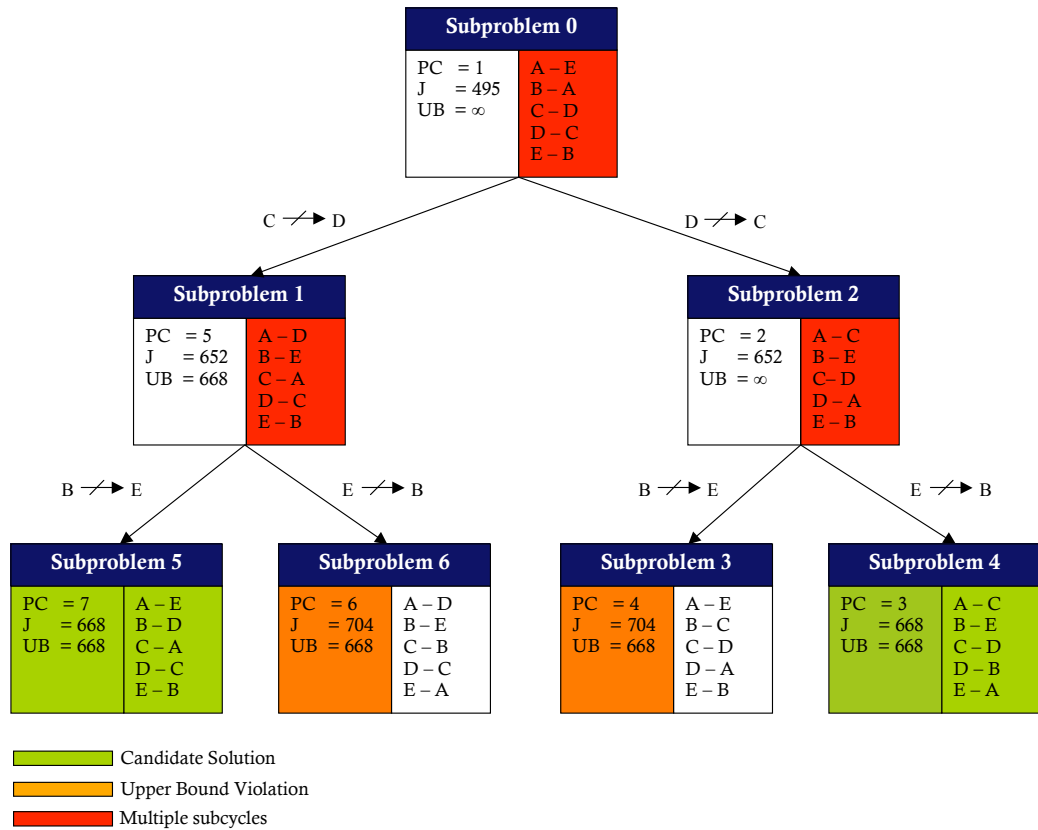 Subproblem 0
PC = 1
J = 495
UB = ∞
A – E
B – A
C – D
D – C
E – B
C ↛ D
D ↛ C
Subproblem 1
PC = 5
J = 652
UB = 668
A – D
B – E
C – A
D – C
E – B
Subproblem 2
PC = 2
J = 652
UB = ∞
A – C
B – E
C– D
D – A
E – B
B ↛ E
E ↛ B
B ↛ E
E ↛ B
Subproblem 5
PC = 7
J = 668
UB = 668
A – E
B – D
C – A
D – C
E – B
Subproblem 6
PC = 6
J = 704
UB = 668
A – D
B – E
C – B
D – C
E – A
Subproblem 3
PC = 4
J = 704
UB = 668
A – E
B – C
C – D
D – A
E – B
Subproblem 4
PC = 3
J = 668
UB = 668
A – C
B – E
C – D
D – B
E – A
Candidate Solution
Upper Bound Violation
Multiple subcycles